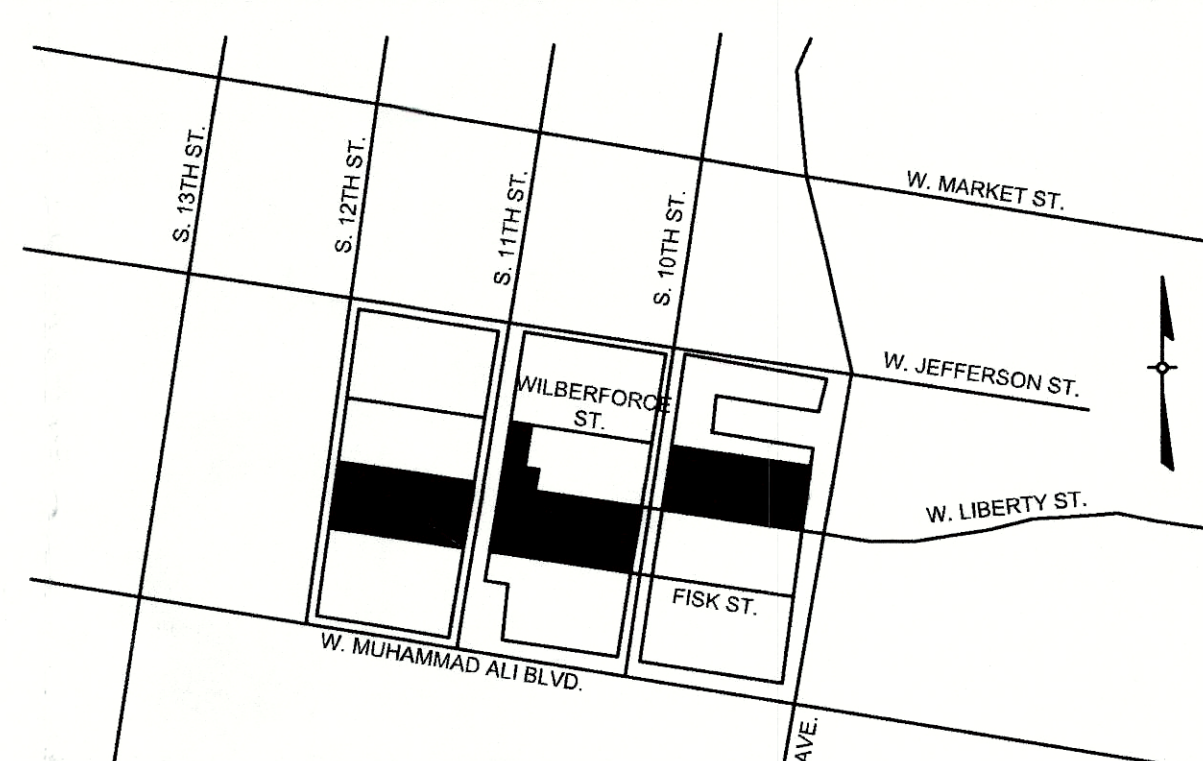 S. 13TH ST.
S. 12TH ST.
S. 11TH ST.
S. 10TH ST.
W. MARKET ST.
W. JEFFERSON ST.
WILBERFORCE
ST.
W. LIBERTY ST.
FISK ST.
W. MUHAMMAD ALI BLVD.
AVE.